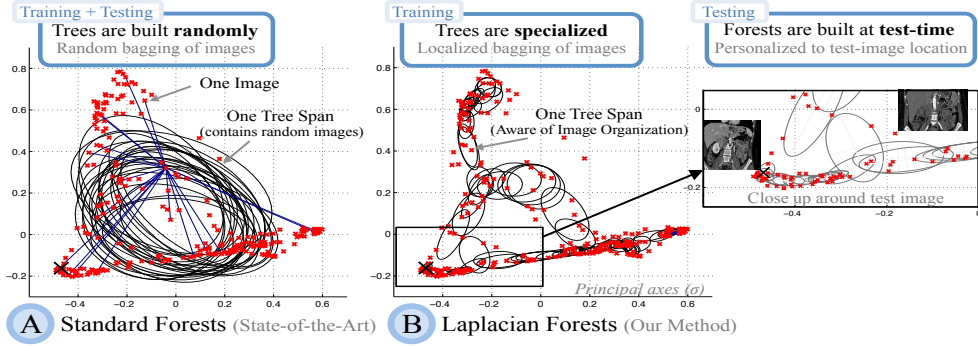 Training + Testing
Trees are built randomly
Random bagging of images
0.8
0.6
0.4
0.2
0
−0.2
−0.4
−0.2
0
0.2
0.4
0.6
One Image
One Tree Span
(contains random images)
A Standard Forests (State-of-the-Art)
Training
Trees are specialized
Localized bagging of images
0.8
0.6
0.4
0.2
0
−0.2
−0.4
−0.2
0
0.2
0.4
0.6
One Tree Span
(Aware of Image Organization)
Principal axes (σ)
B Laplacian Forests (Our Method)
Testing
Forests are built at test-time
Personalized to test-image location
0
−0.2
−0.4
−0.2
0
Close up around test image